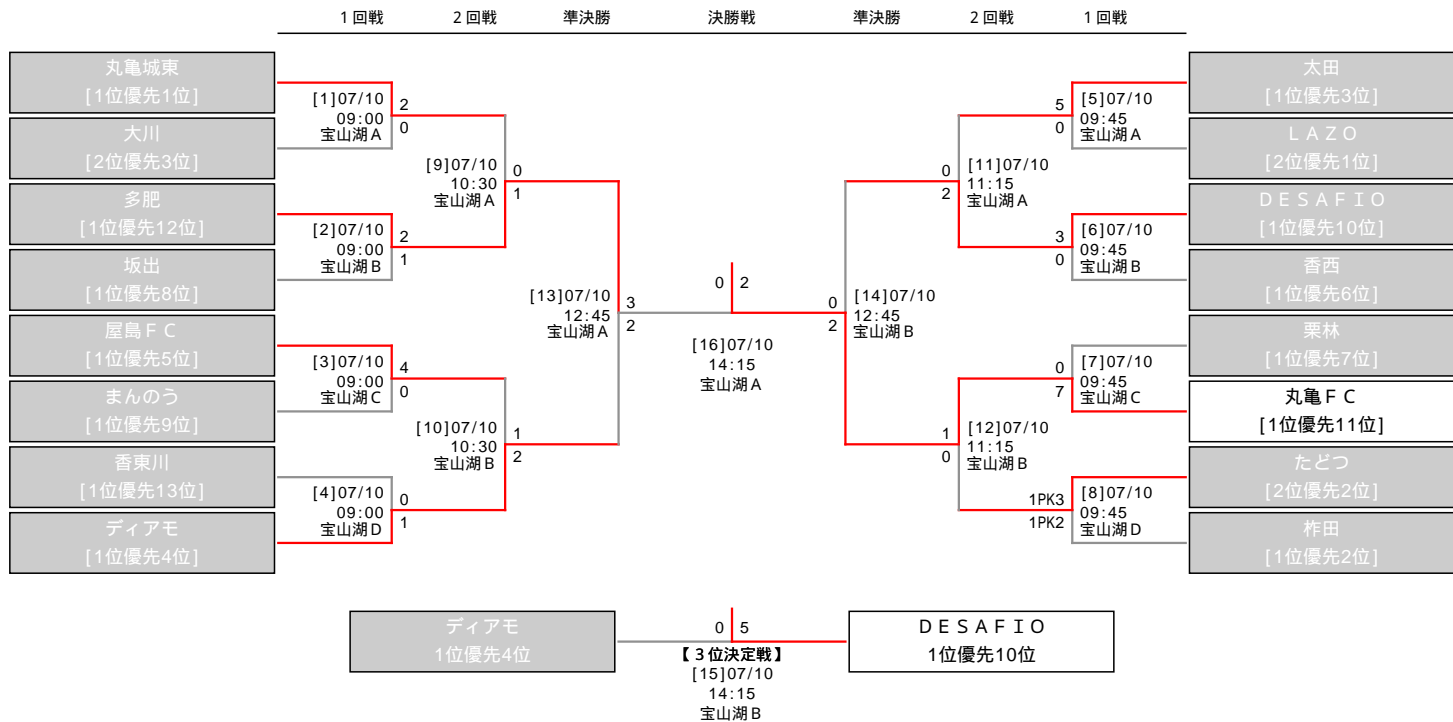 １回戦 ２回戦 準決勝 決勝戦 準決勝 ２回戦 １回戦
丸亀城東
[1位優先1位]
大川
[2位優先3位]
多肥
[1位優先12位]
坂出
[1位優先8位]
屋島ＦＣ
[1位優先5位]
まんのう
[1位優先9位]
香東川
[1位優先13位]
ディアモ
[1位優先4位]
[1]07/10
09:00
宝山湖Ａ
2
0
[2]07/10
09:00
宝山湖Ｂ
2
1
[3]07/10
09:00
宝山湖Ｃ
4
0
[4]07/10
09:00
宝山湖Ｄ
0
1
[9]07/10
10:30
宝山湖Ａ
0
1
[10]07/10
10:30
宝山湖Ｂ
1
2
[13]07/10
12:45
宝山湖Ａ
3
2
0 2
[16]07/10
14:15
宝山湖Ａ
0
2
[14]07/10
12:45
宝山湖Ｂ
0
2
[11]07/10
11:15
宝山湖Ａ
1
0
[12]07/10
11:15
宝山湖Ｂ
5
0
[5]07/10
09:45
宝山湖Ａ
3
0
[6]07/10
09:45
宝山湖Ｂ
0
7
[7]07/10
09:45
宝山湖Ｃ
1PK3
1PK2
[8]07/10
09:45
宝山湖Ｄ
太田
[1位優先3位]
ＬＡＺＯ
[2位優先1位]
ＤＥＳＡＦＩＯ
[1位優先10位]
香西
[1位優先6位]
栗林
[1位優先7位]
丸亀ＦＣ
[1位優先11位]
たどつ
[2位優先2位]
柞田
[1位優先2位]
ディアモ
1位優先4位
0 5
【３位決定戦】
[15]07/10
14:15
宝山湖Ｂ
ＤＥＳＡＦＩＯ
1位優先10位